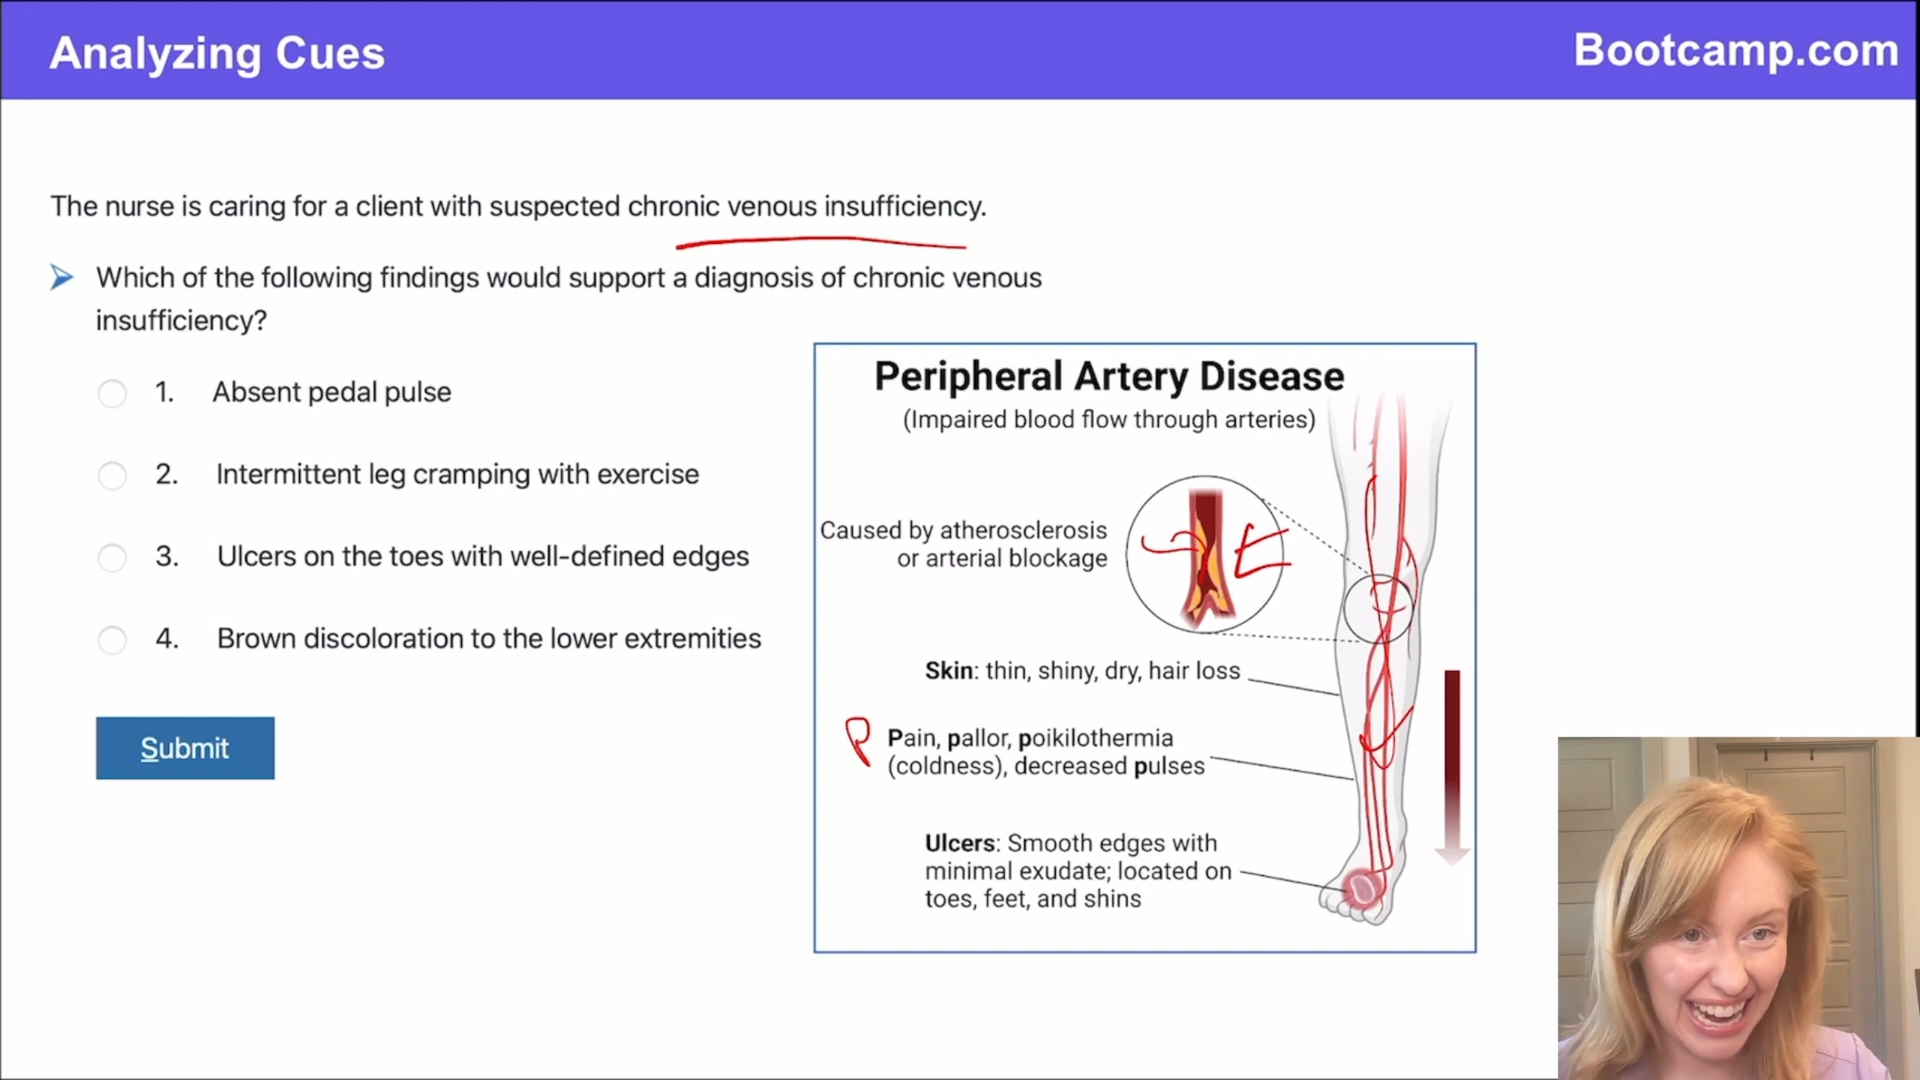 Analyzing Cues
Bootcamp.com
The nurse is caring for a client with suspected chronic venous insufficiency.
Which of the following findings would support a diagnosis of chronic venous
insufficiency?
1. Absent pedal pulse
2. Intermittent leg cramping with exercise
3. Ulcers on the toes with well-defined edges
4. Brown discoloration to the lower extremities
Submit
Peripheral Artery Disease
(Impaired blood flow through arteries)
Caused by atherosclerosis
or arterial blockage
Skin: thin, shiny, dry, hair loss
P
Pain, pallor, poikilothermia
(coldness), decreased pulses
Ulcers: Smooth edges with
minimal exudate; located on
toes, feet, and shins